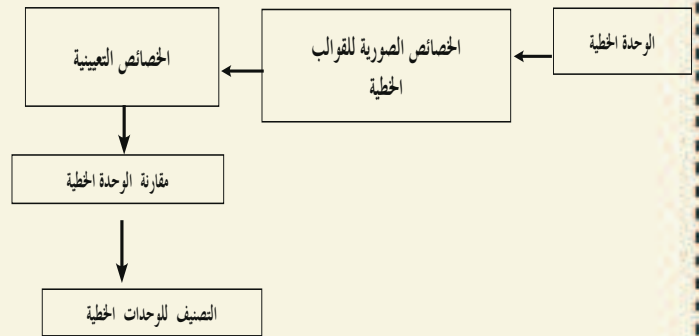 الوحدة الخطية
الخصائص الصورية للقوالب
الخطية
الخصائص التعيينية
مقارنة الوحدة الخطية
التصنيف للوحدات الخطية